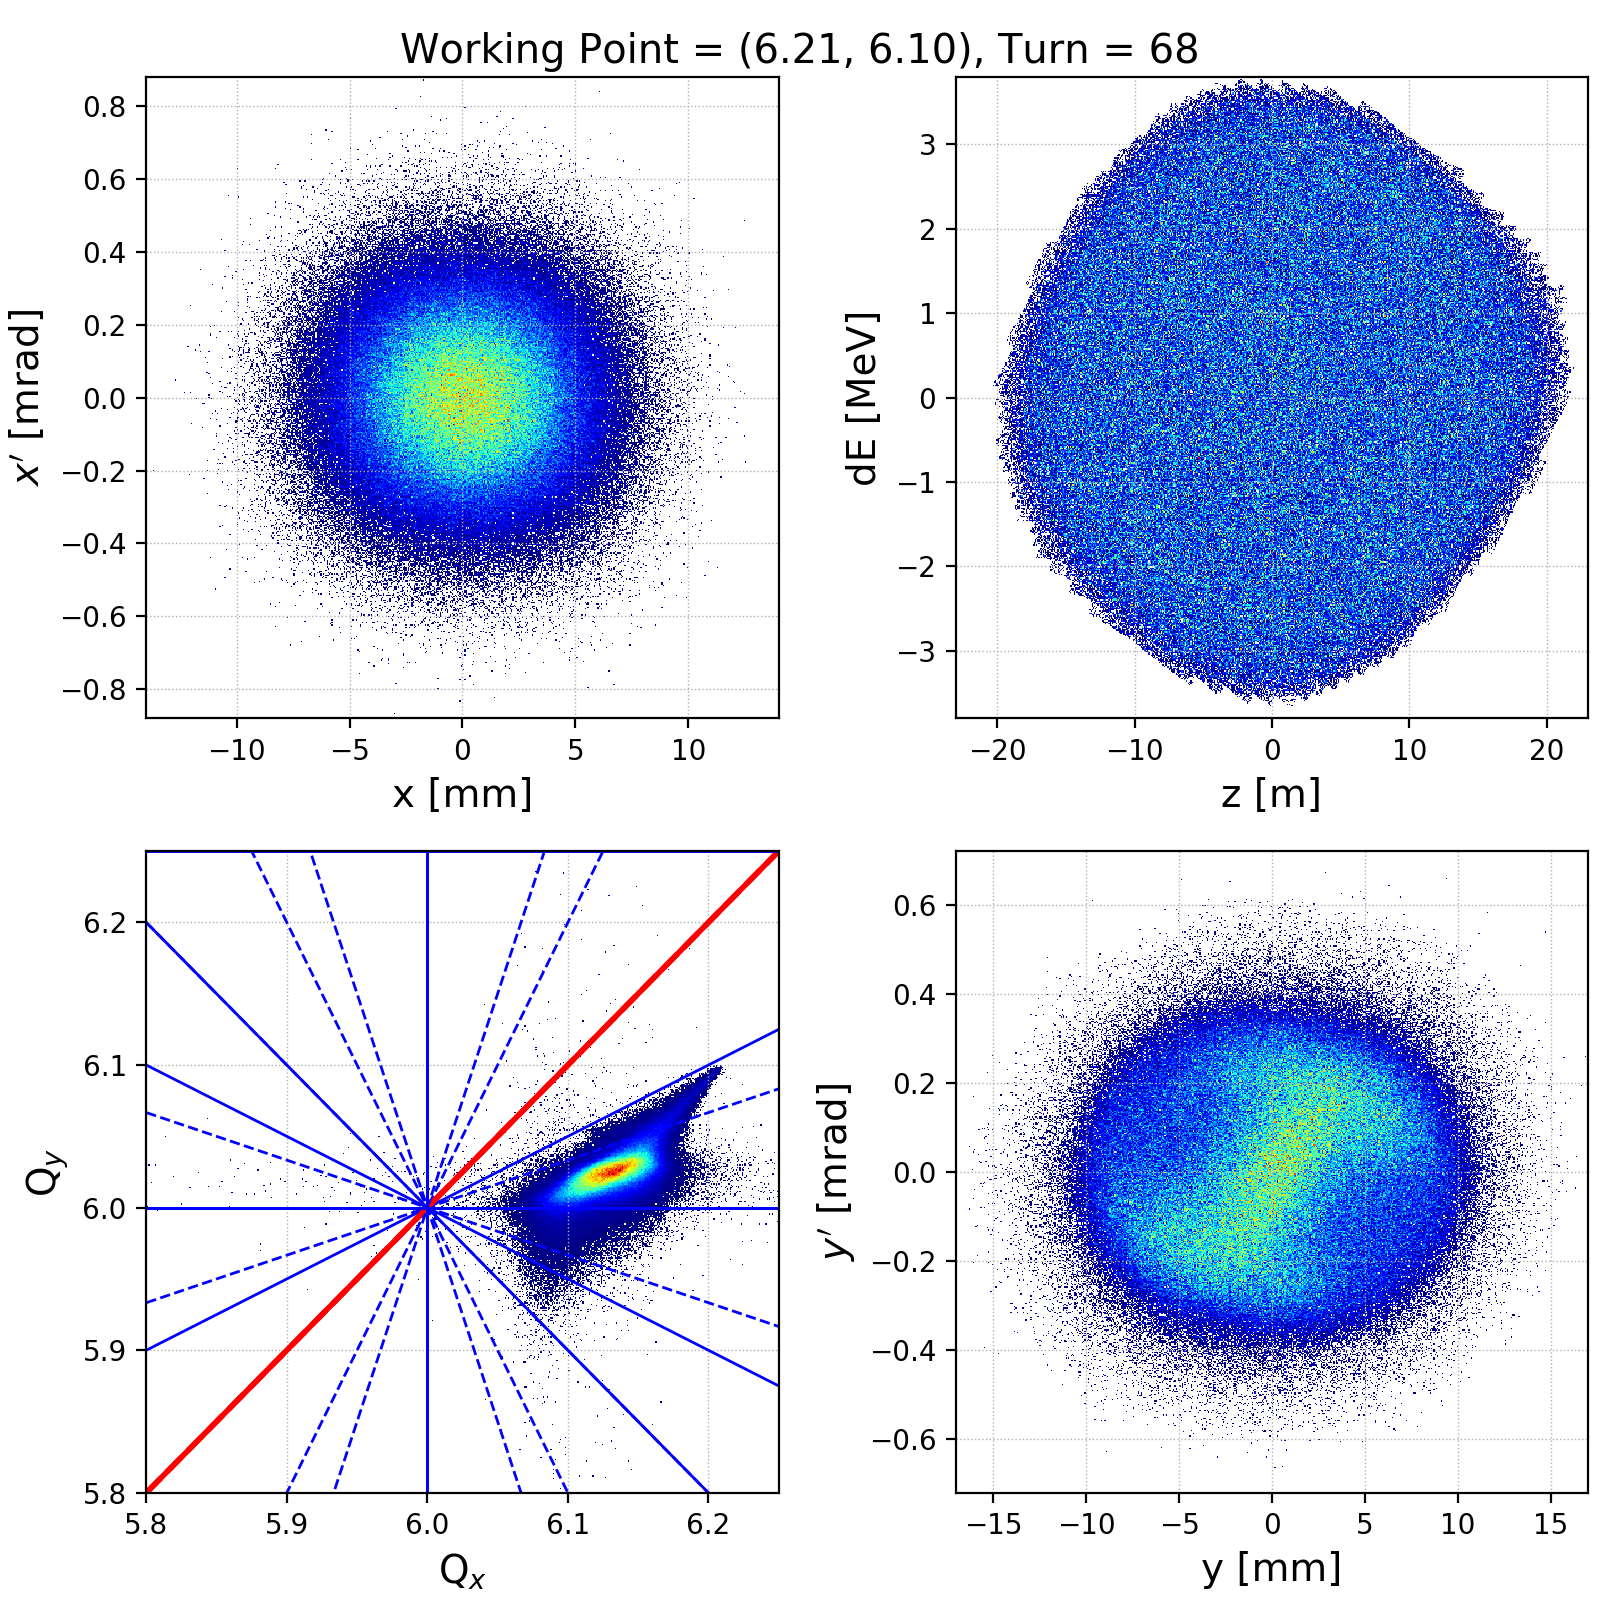 Working Point = (6.21, 6.10), Turn = 68
0.8
0.6
0.4
0.2
0.0
−0.2
−0.4
−0.6
−0.8
x′ [mrad]
−10 −5 0 5 10
x [mm]
3
2
1
0
−1
−2
−3
dE [MeV]
−20 −10 0 10 20
z [m]
6.2
6.1
6.0
5.9
5.8
Qy
5.8 5.9 6.0 6.1 6.2
Qx
0.6
0.4
0.2
0.0
−0.2
−0.4
−0.6
y′ [mrad]
−15 −10 −5 0 5 10 15
y [mm]